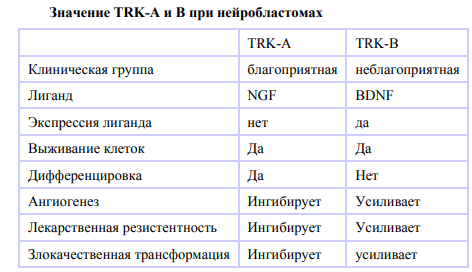 Значение TRK-A и B при нейробластомах
TRK-A TRK-B
Клиническая группа благоприятная неблагоприятная
Лиганд NGF BDNF
Экспрессия лиганда нет да
Выживание клеток Да Да
Дифференцировка Да Нет
Ангиогенез Ингибирует Усиливает
Лекарственная резистентность Ингибирует Усиливает
Злокачественная трансформация Ингибирует усиливает